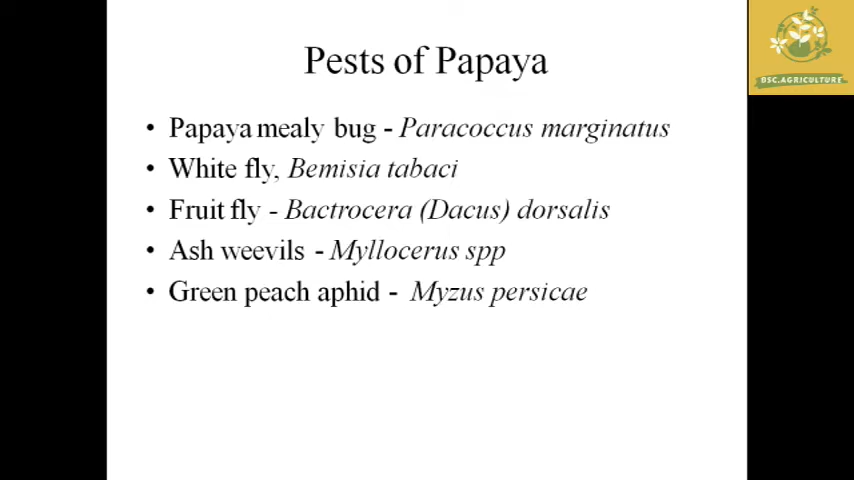 Pests of Papaya
BSC.AGRICULTURE
• Papaya mealy bug - Paracoccus marginatus
• White fly, Bemisia tabaci
• Fruit fly - Bactrocera (Dacus) dorsalis
• Ash weevils - Myllocerus spp
• Green peach aphid - Myzus persicae